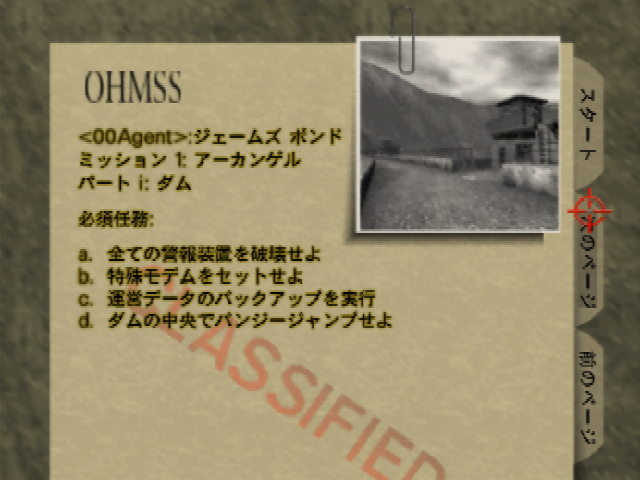 OHMSS
<00Agent>:ジェームズ ボンド
ミッション 1: アーカンゲル
パート i: ダム
必須任務:
a. 全ての警報装置を破壊せよ
b. 特殊モデムをセットせよ
c. 運営データのバックアップを実行
d. ダムの中央でバンジージャンプせよ
CLASSIFIED
スタート
のページ
前のページ